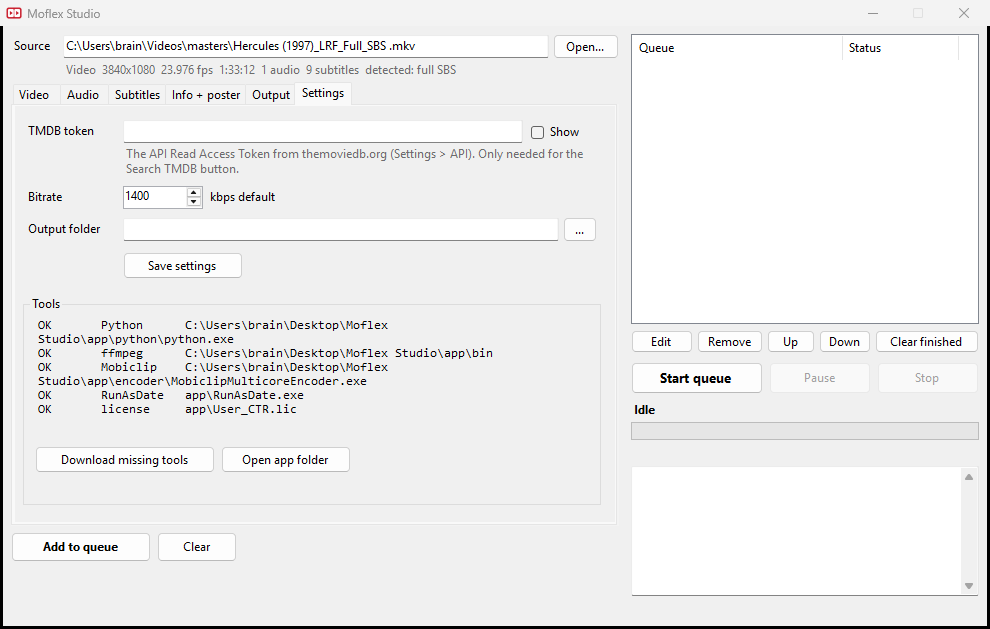 Moflex Studio
Source C:\Users\brain\Videos\masters\Hercules (1997)_LRF_Full_SBS .mkv Open...
Video 3840x1080 23.976 fps 1:33:12 1 audio 9 subtitles detected: full SBS
Video Audio Subtitles Info + poster Output Settings
TMDB token Show
The API Read Access Token from themoviedb.org (Settings > API). Only needed for the
Search TMDB button.
Bitrate 1400 kbps default
Output folder ...
Save settings
Tools
OK Python C:\Users\brain\Desktop\Moflex
Studio\app\python\python.exe
OK ffmpeg C:\Users\brain\Desktop\Moflex Studio\app\bin
OK Mobiclip C:\Users\brain\Desktop\Moflex
Studio\app\encoder\MobiclipMulticoreEncoder.exe
OK RunAsDate app\RunAsDate.exe
OK license app\User_CTR.lic
Download missing tools Open app folder
Add to queue Clear
Queue Status
Edit Remove Up Down Clear finished
Start queue Pause Stop
Idle